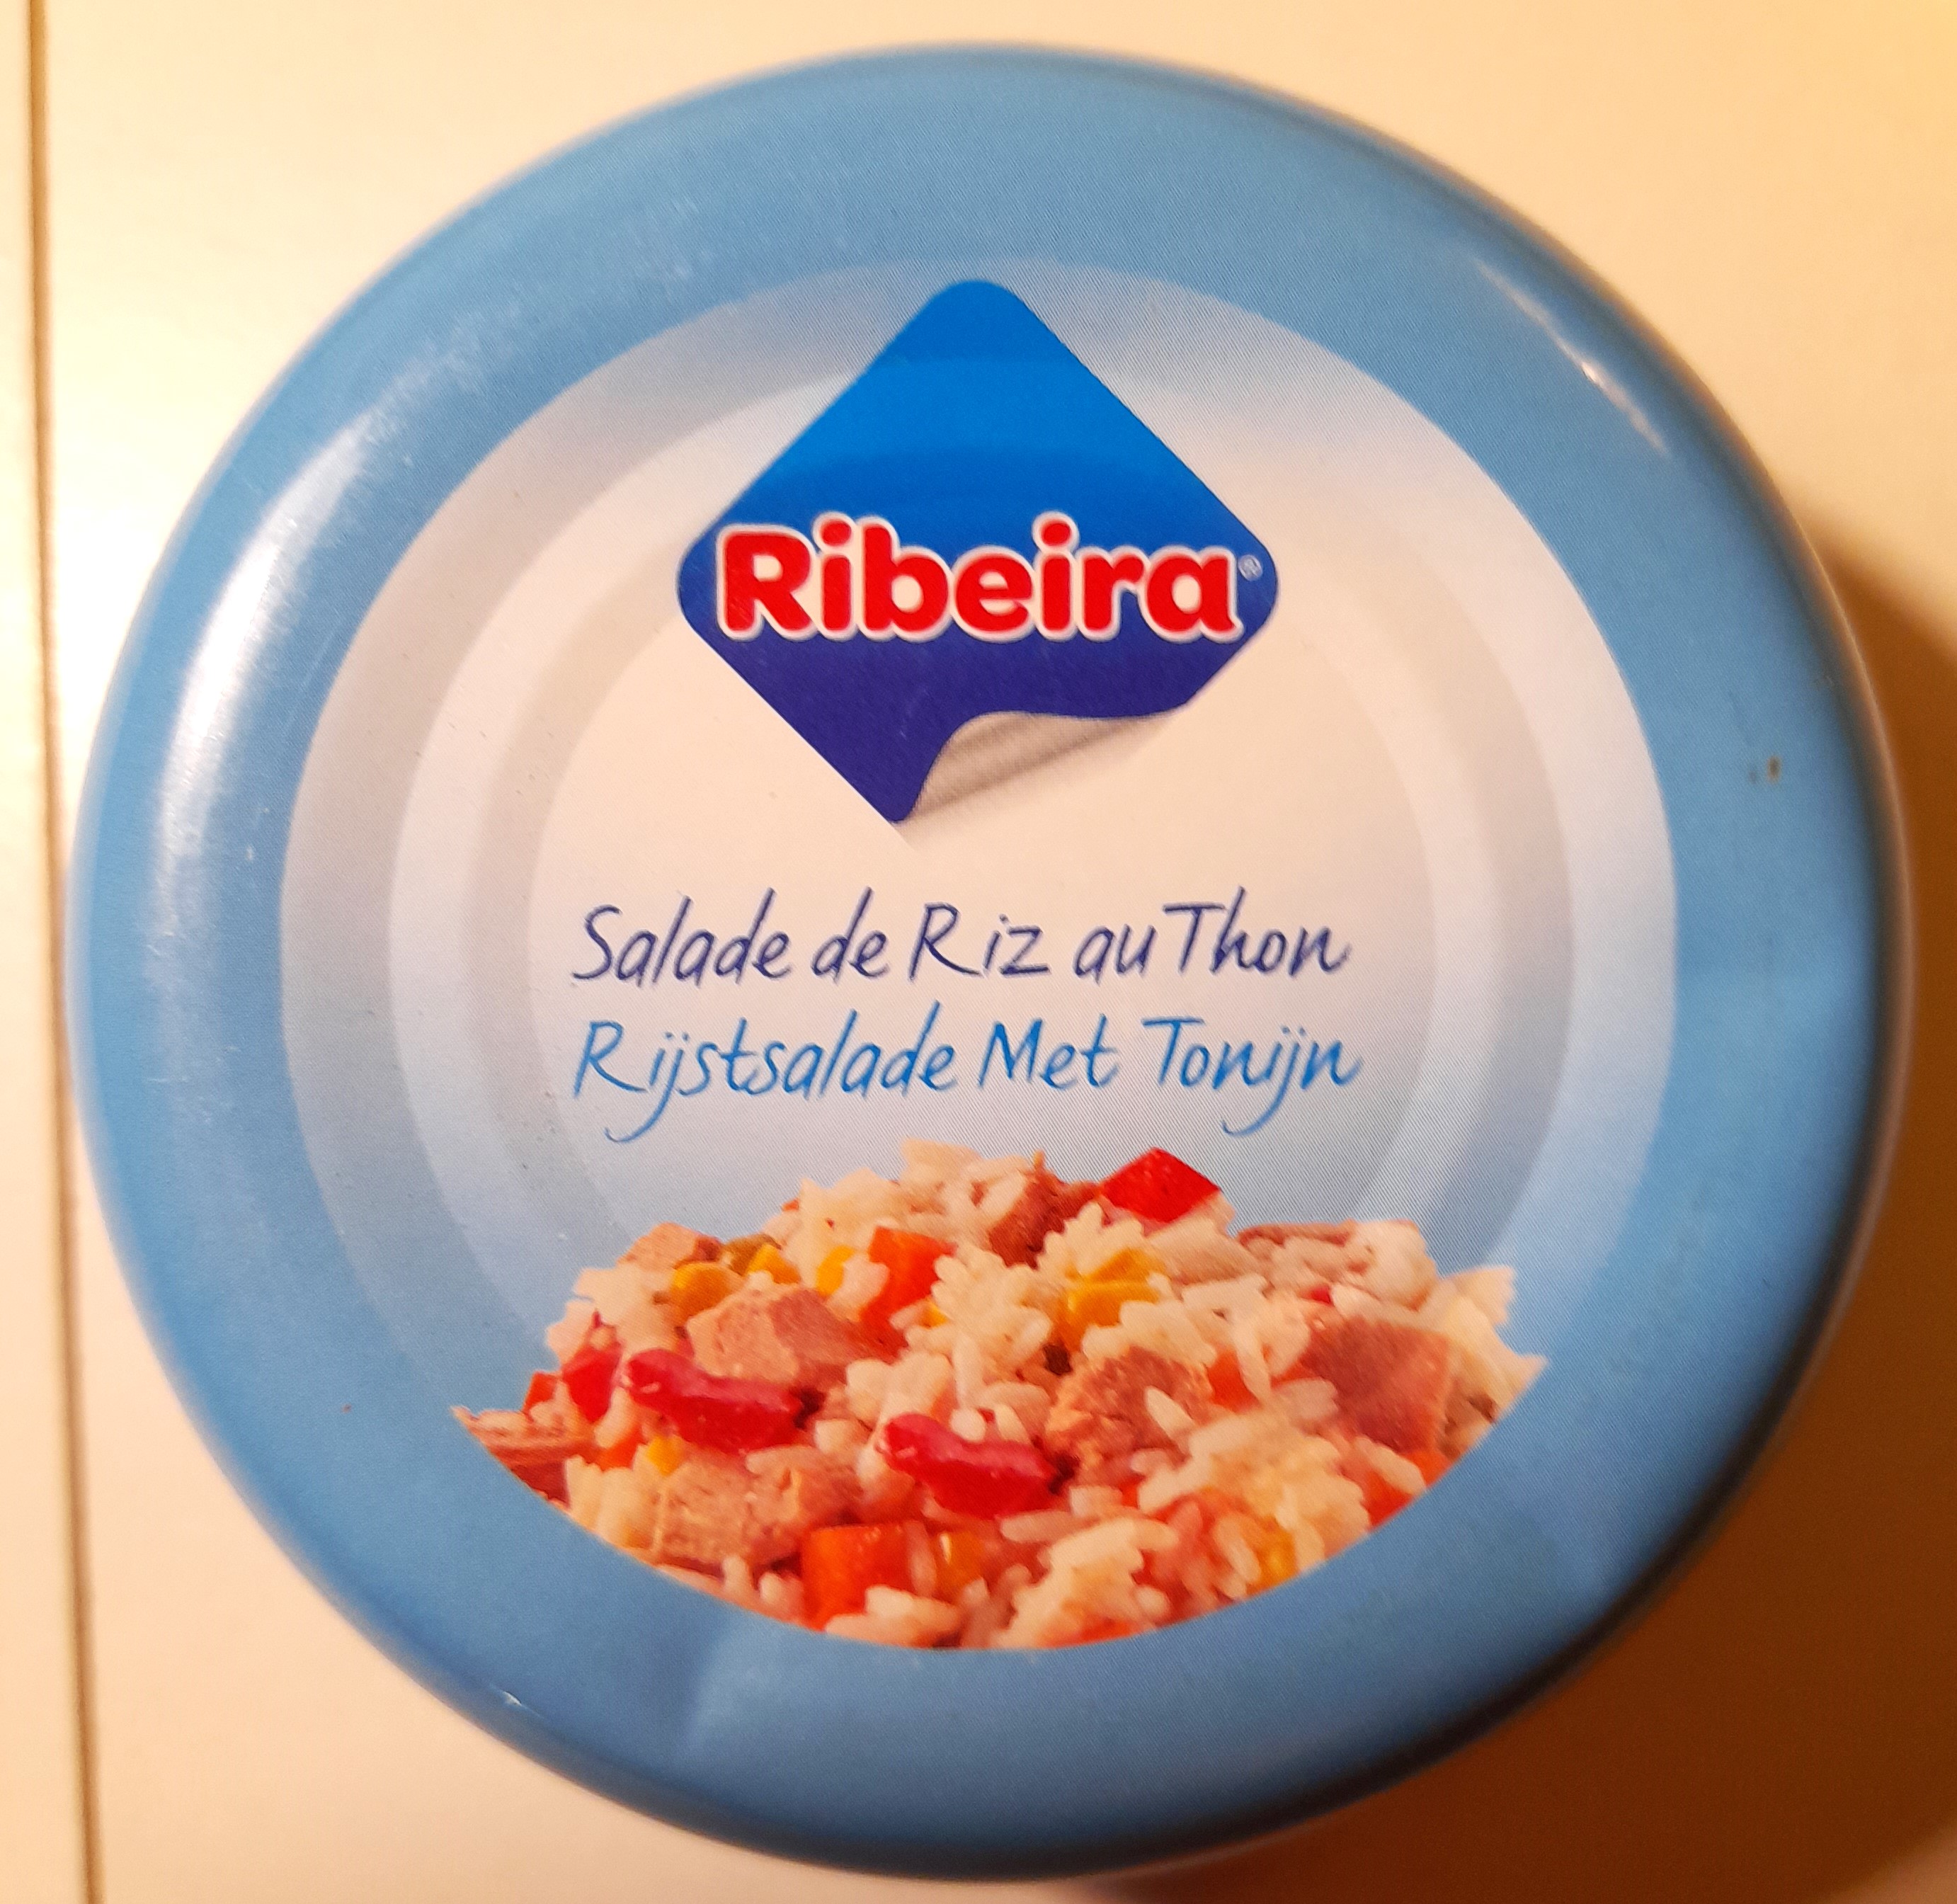 Ribeira®
Salade de Riz au Thon
Rijstsalade Met Tonijn